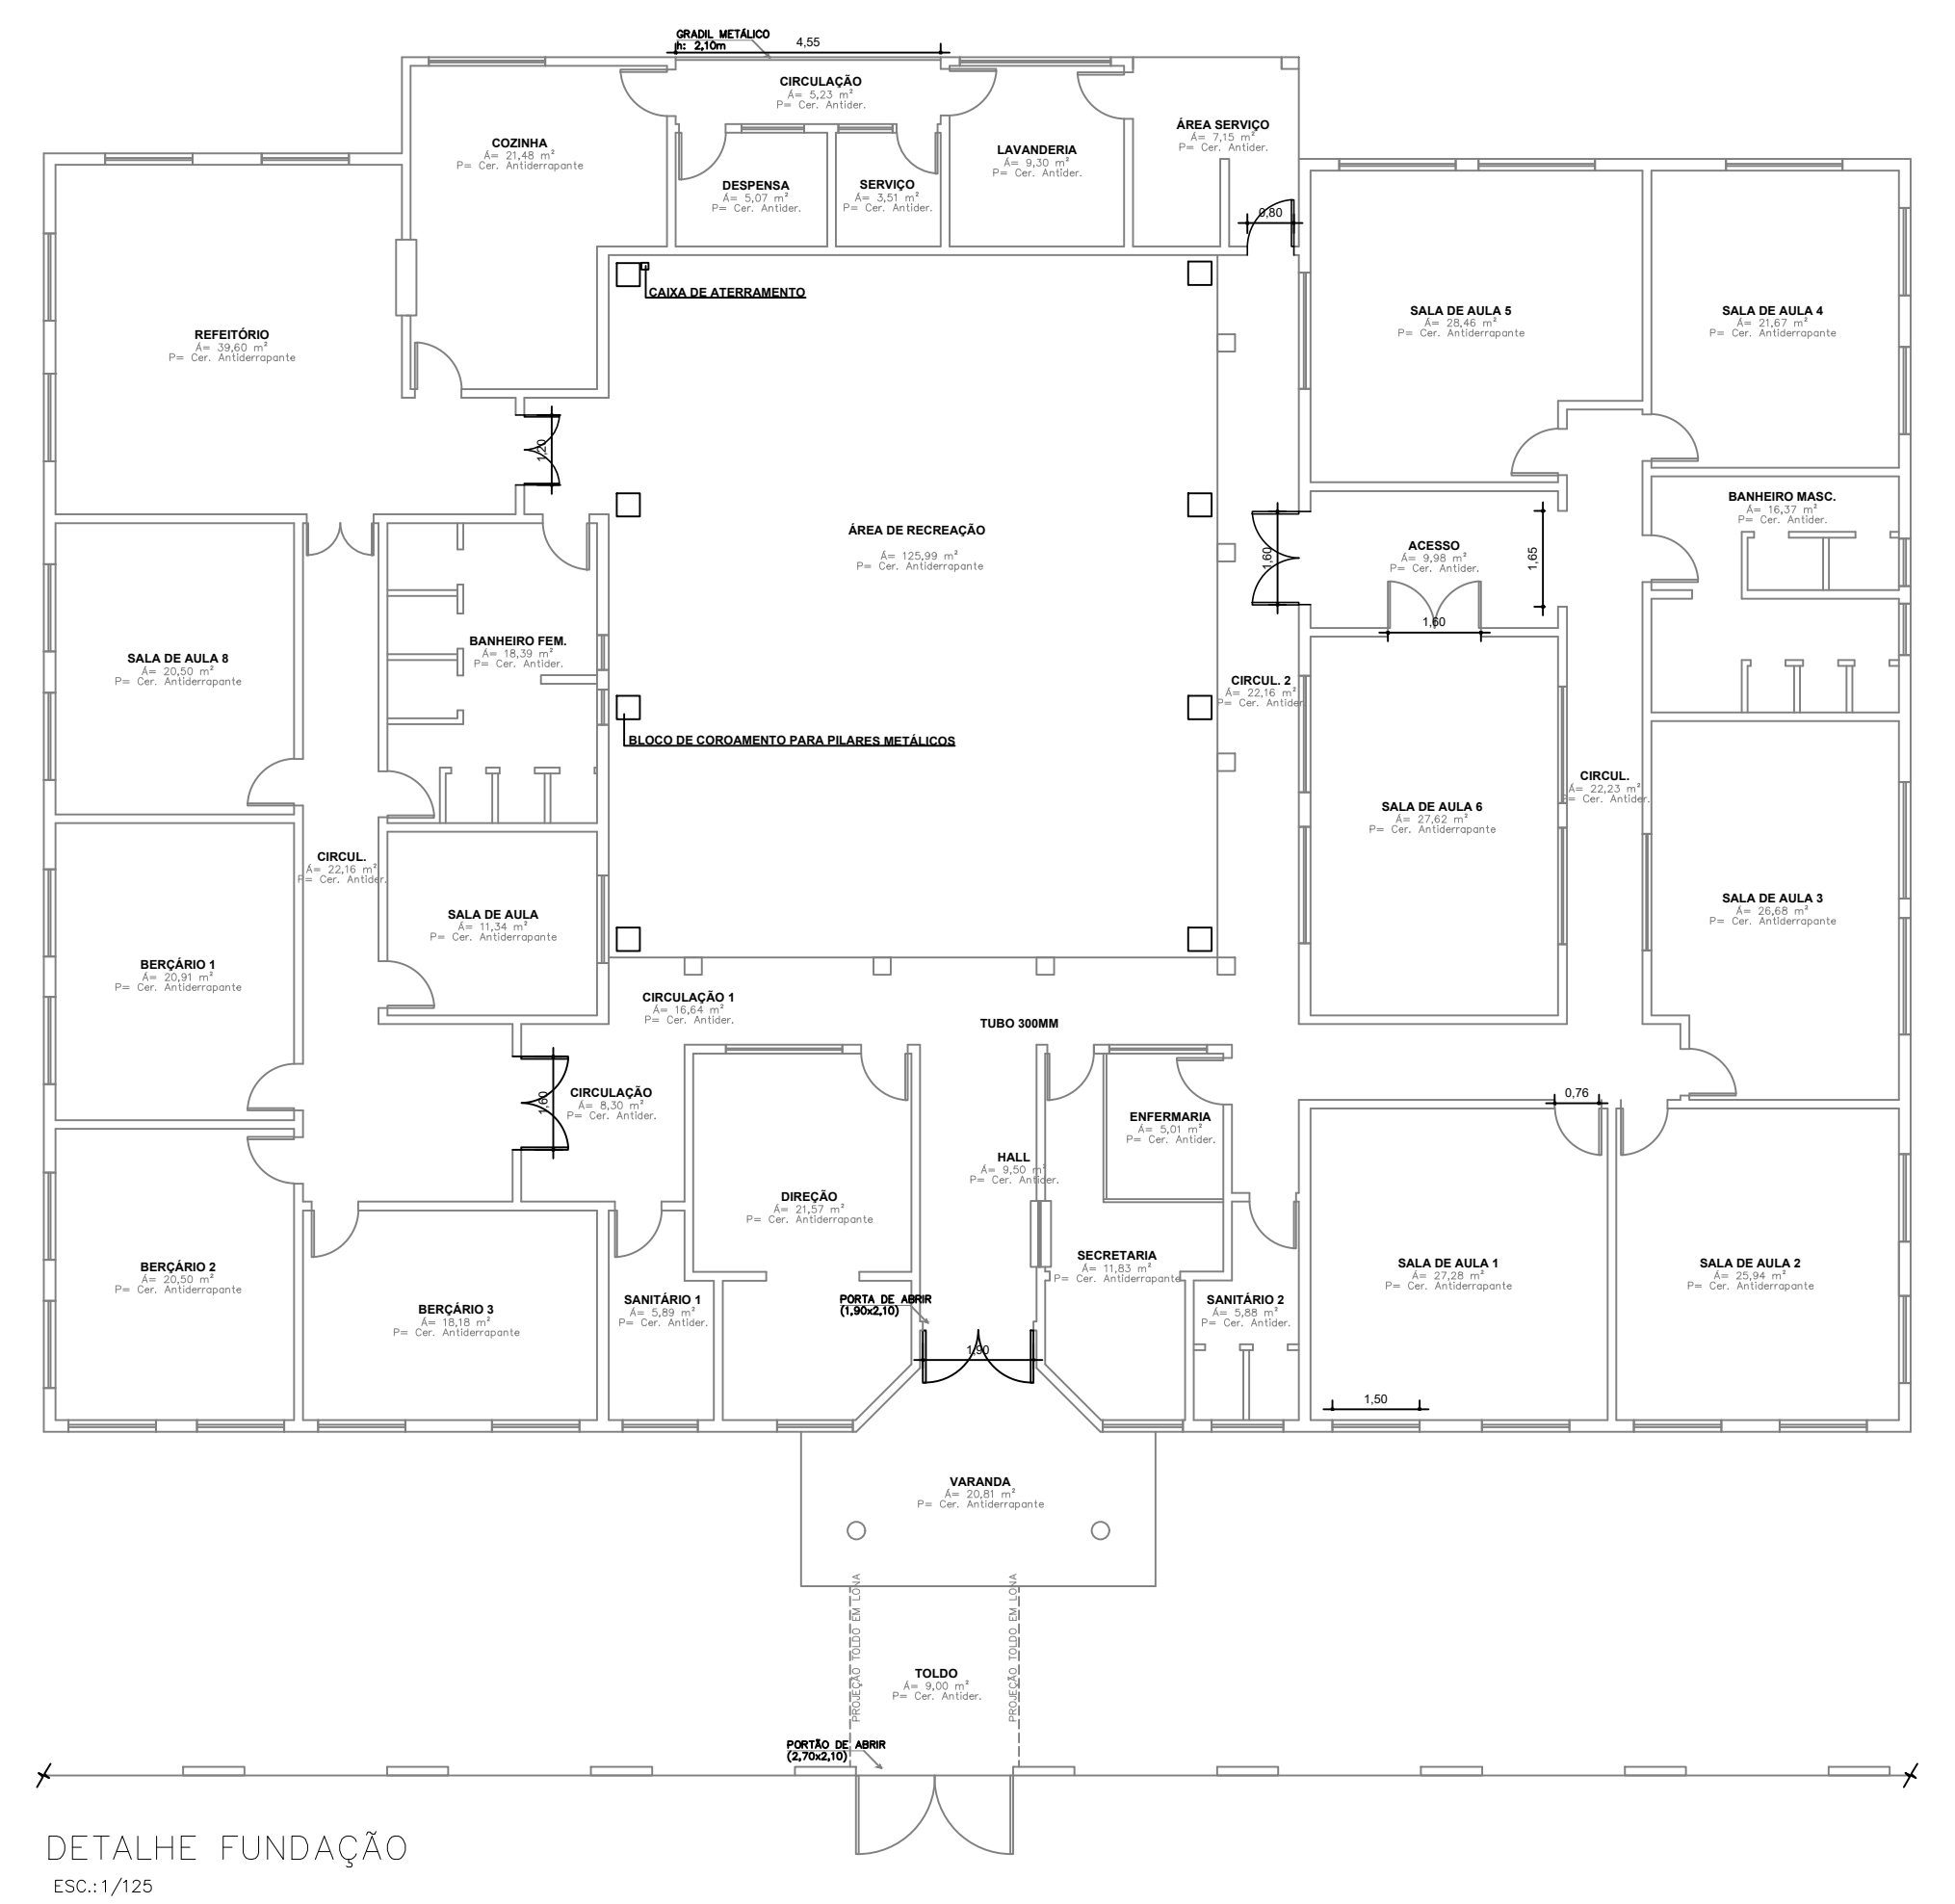 GRADIL METÁLICO
h: 2,10m
4,55
CIRCULAÇÃO
Á= 5,23 m²
P= Cer. Antider.
COZINHA
Á= 21,48 m²
P= Cer. Antiderrapante
DESPENSA
Á= 5,07 m²
P= Cer. Antider.
SERVIÇO
Á= 3,51 m²
P= Cer. Antider.
LAVANDERIA
Á= 9,30 m²
P= Cer. Antider.
ÁREA SERVIÇO
Á= 7,15 m²
P= Cer. Antider.
0,80
CAIXA DE ATERRAMENTO
REFEITÓRIO
Á= 39,60 m²
P= Cer. Antiderrapante
SALA DE AULA 5
Á= 28,46 m²
P= Cer. Antiderrapante
SALA DE AULA 4
Á= 21,67 m²
P= Cer. Antiderrapante
1,20
ÁREA DE RECREAÇÃO
Á= 125,99 m²
P= Cer. Antiderrapante
BANHEIRO MASC.
Á= 16,37 m²
P= Cer. Antider.
ACESSO
Á= 9,98 m²
P= Cer. Antider.
1,60
1,65
1,60
SALA DE AULA 8
Á= 20,50 m²
P= Cer. Antiderrapante
BANHEIRO FEM.
Á= 18,39 m²
P= Cer. Antider.
CIRCUL. 2
Á= 22,16 m²
P= Cer. Antider.
BLOCO DE COROAMENTO PARA PILARES METÁLICOS
CIRCUL.
Á= 22,23 m²
P= Cer. Antider.
SALA DE AULA 6
Á= 27,62 m²
P= Cer. Antiderrapante
CIRCUL.
Á= 22,16 m²
P= Cer. Antider.
SALA DE AULA
Á= 11,34 m²
P= Cer. Antiderrapante
SALA DE AULA 3
Á= 26,68 m²
P= Cer. Antiderrapante
BERÇÁRIO 1
Á= 20,91 m²
P= Cer. Antiderrapante
CIRCULAÇÃO 1
Á= 16,64 m²
P= Cer. Antider.
TUBO 300MM
1,60
CIRCULAÇÃO
Á= 8,30 m²
P= Cer. Antider.
0,76
ENFERMARIA
Á= 5,01 m²
P= Cer. Antider.
HALL
Á= 9,50 m²
P= Cer. Antider.
DIREÇÃO
Á= 21,57 m²
P= Cer. Antiderrapante
SECRETARIA
Á= 11,83 m²
P= Cer. Antiderrapante
BERÇÁRIO 2
Á= 20,50 m²
P= Cer. Antiderrapante
SALA DE AULA 1
Á= 27,28 m²
P= Cer. Antiderrapante
SALA DE AULA 2
Á= 25,94 m²
P= Cer. Antiderrapante
BERÇÁRIO 3
Á= 18,18 m²
P= Cer. Antiderrapante
SANITÁRIO 1
Á= 5,89 m²
P= Cer. Antider.
PORTA DE ABRIR
(1,90x2,10)
SANITÁRIO 2
Á= 5,88 m²
P= Cer. Antider.
1,90
1,50
VARANDA
Á= 20,81 m²
P= Cer. Antiderrapante
PROJEÇÃO TOLDO EM LONA
PROJEÇÃO TOLDO EM LONA
TOLDO
Á= 9,00 m²
P= Cer. Antider.
PORTÃO DE ABRIR
(2,70x2,10)
DETALHE FUNDAÇÃO
ESC.: 1/125